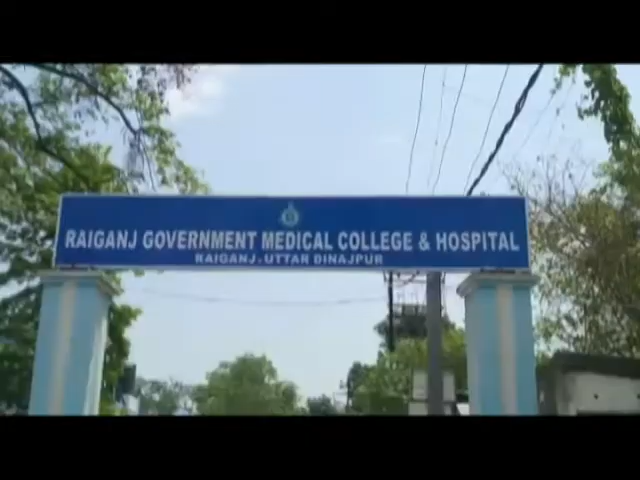 RAIGANJ GOVERNMENT MEDICAL COLLEGE & HOSPITAL
RAIGANJ, UTTAR DINAJPUR